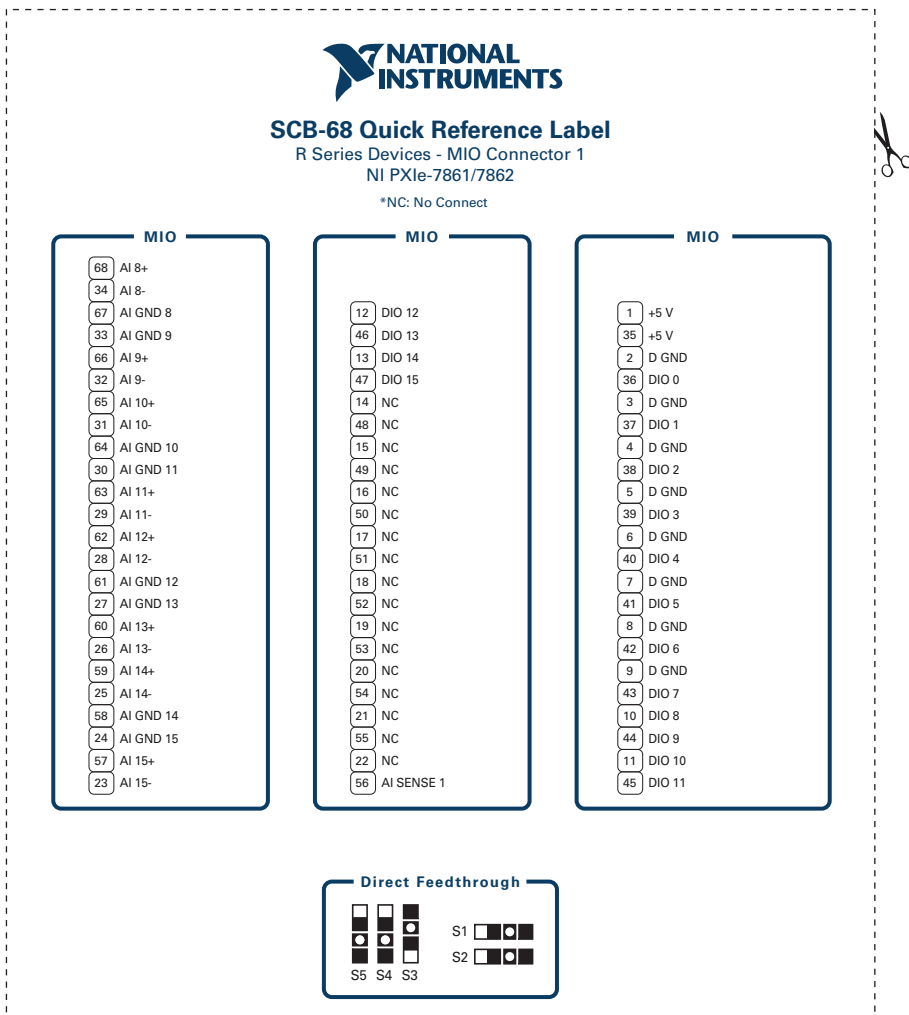 NATIONAL
INSTRUMENTS
SCB-68 Quick Reference Label
R Series Devices - MIO Connector 1
NI PXIe-7861/7862
*NC: No Connect
MIO
68 AI 8+
34 AI 8-
67 AI GND 8
33 AI GND 9
66 AI 9+
32 AI 9-
65 AI 10+
31 AI 10-
64 AI GND 10
30 AI GND 11
63 AI 11+
29 AI 11-
62 AI 12+
28 AI 12-
61 AI GND 12
27 AI GND 13
60 AI 13+
26 AI 13-
59 AI 14+
25 AI 14-
58 AI GND 14
24 AI GND 15
57 AI 15+
23 AI 15-
MIO
12 DIO 12
46 DIO 13
13 DIO 14
47 DIO 15
14 NC
48 NC
15 NC
49 NC
16 NC
50 NC
17 NC
51 NC
18 NC
52 NC
19 NC
53 NC
20 NC
54 NC
21 NC
55 NC
22 NC
56 AI SENSE 1
MIO
1 +5 V
35 +5 V
2 D GND
36 DIO 0
3 D GND
37 DIO 1
4 D GND
38 DIO 2
5 D GND
39 DIO 3
6 D GND
40 DIO 4
7 D GND
41 DIO 5
8 D GND
42 DIO 6
9 D GND
43 DIO 7
10 DIO 8
44 DIO 9
11 DIO 10
45 DIO 11
Direct Feedthrough
S1
S2
S5 S4 S3